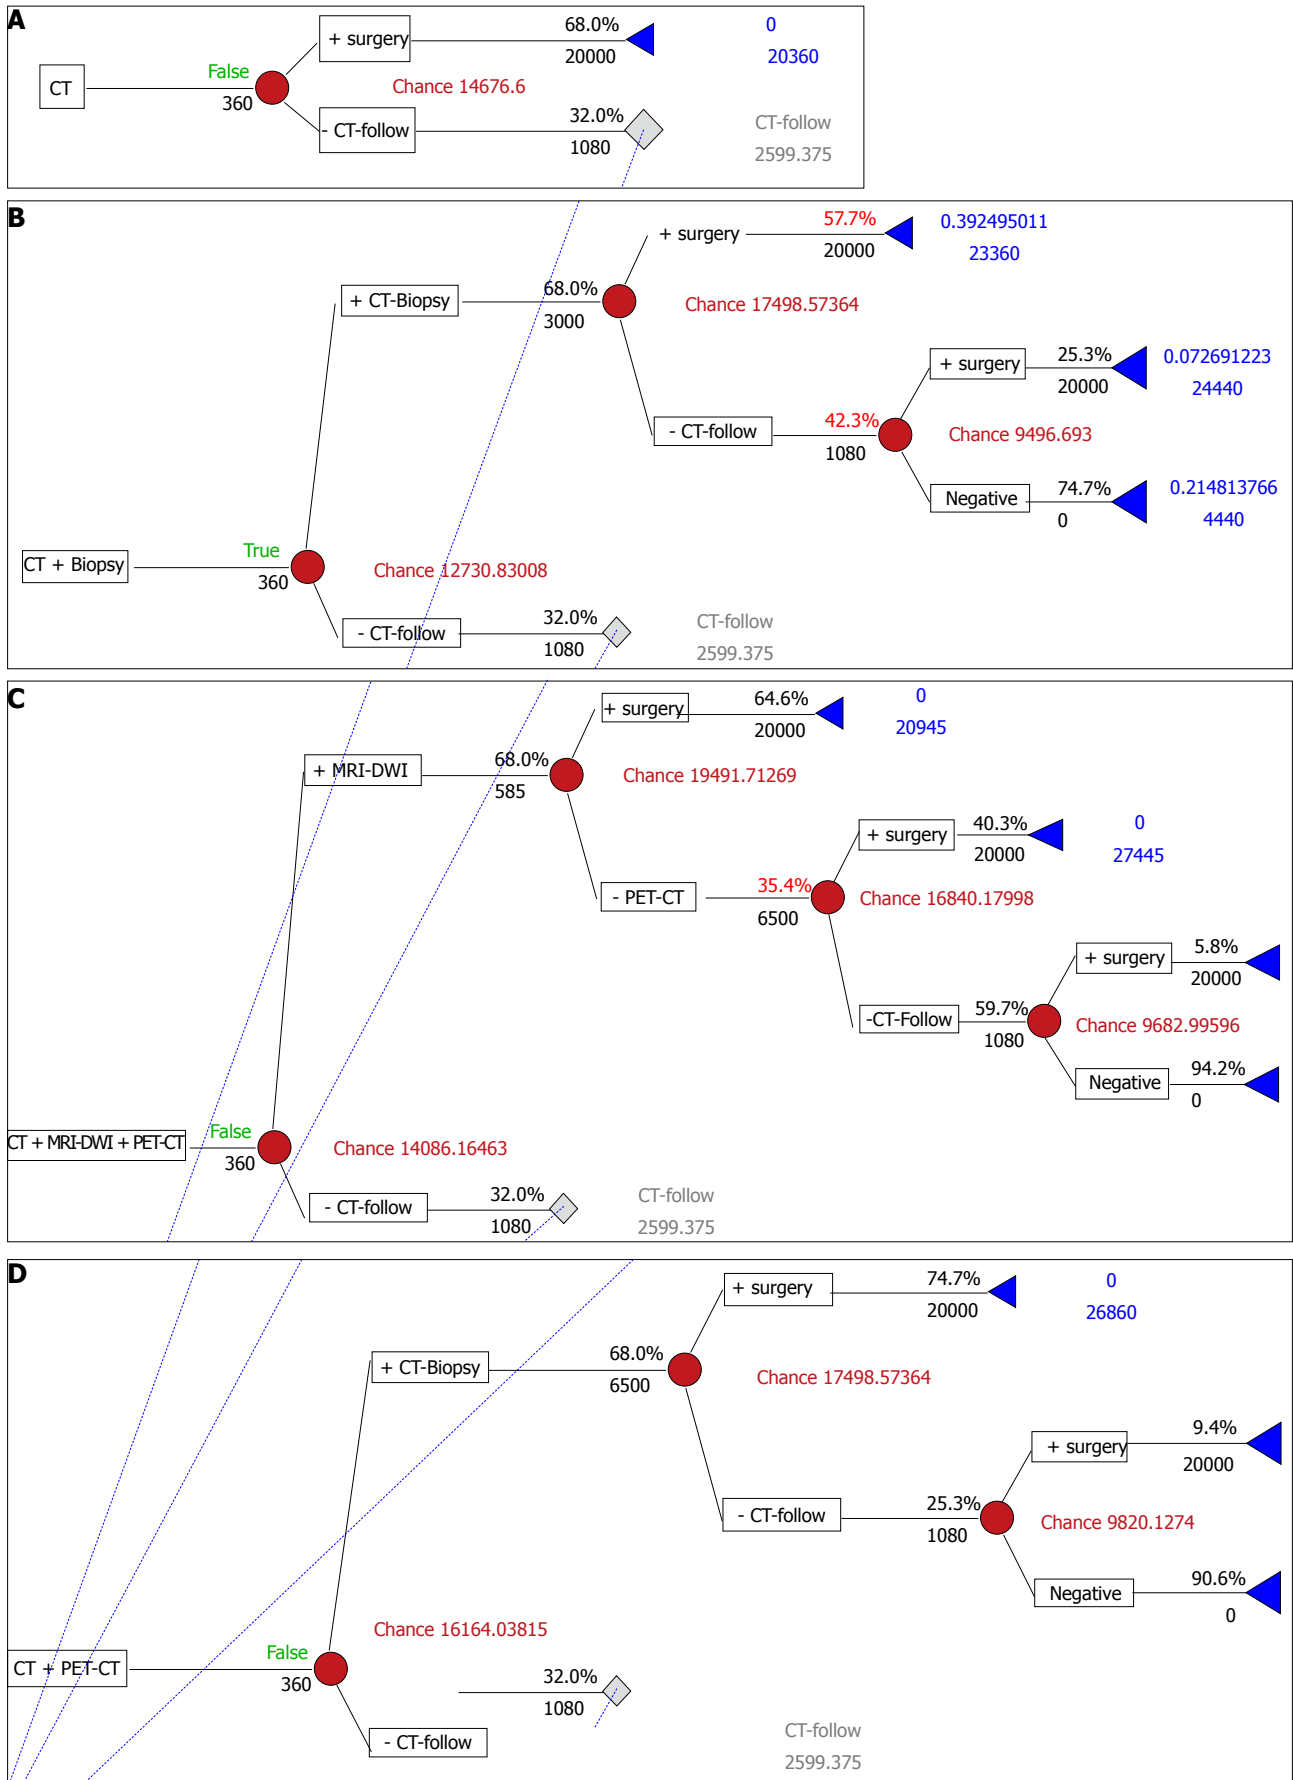 A
+ surgery
68.0%
20000
0
20360
CT
False
360
Chance 14676.6
- CT-follow
32.0%
1080
CT-follow
2599.375
B
+ surgery
57.7%
20000
0.392495011
23360
+ CT-Biopsy
68.0%
3000
Chance 17498.57364
+ surgery
25.3%
20000
0.072691223
24440
- CT-follow
42.3%
1080
Chance 9496.693
Negative
74.7%
0
0.214813766
4440
CT + Biopsy
True
360
Chance 12730.83008
- CT-follow
32.0%
1080
CT-follow
2599.375
C
+ surgery
64.6%
20000
0
20945
+ MRI-DWI
68.0%
585
Chance 19491.71269
+ surgery
40.3%
20000
0
27445
- PET-CT
35.4%
6500
Chance 16840.17998
+ surgery
5.8%
20000
-CT-Follow
59.7%
1080
Chance 9682.99596
Negative
94.2%
0
CT + MRI-DWI + PET-CT
False
360
Chance 14086.16463
- CT-follow
32.0%
1080
CT-follow
2599.375
D
+ surgery
74.7%
20000
0
26860
+ CT-Biopsy
68.0%
6500
Chance 17498.57364
+ surgery
9.4%
20000
- CT-follow
25.3%
1080
Chance 9820.1274
Negative
90.6%
0
CT + PET-CT
False
360
Chance 16164.03815
32.0%
1080
- CT-follow
CT-follow
2599.375